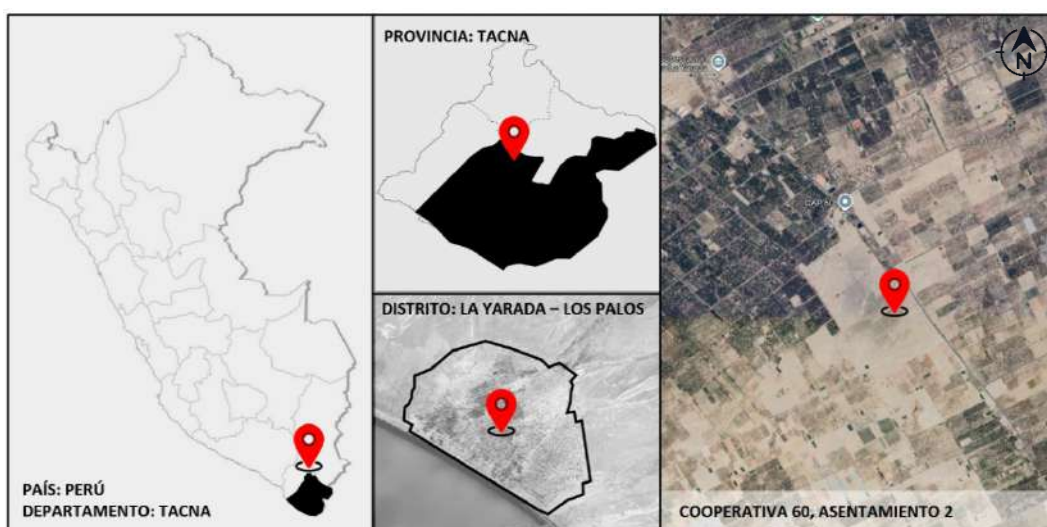 PAÍS: PERÚ
DEPARTAMENTO: TACNA
PROVINCIA: TACNA
DISTRITO: LA YARADA – LOS PALOS
N
COOPERATIVA 60, ASENTAMIENTO 2